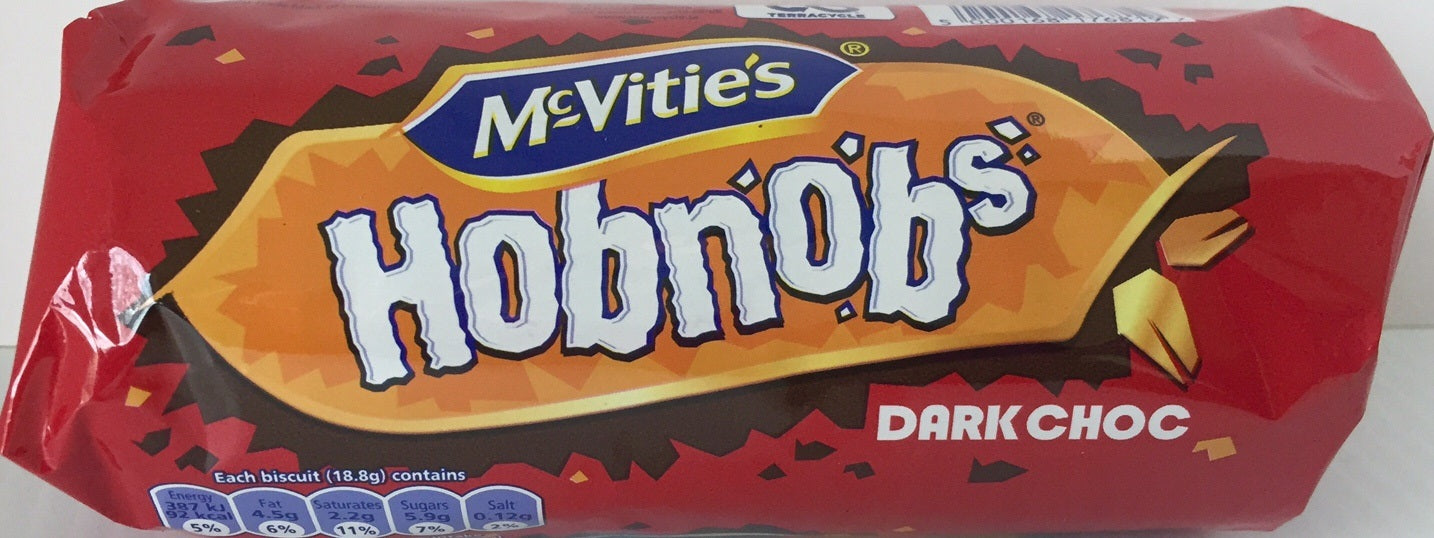 TERRACYCLE
McVitie's®
Hobnobs®
DARK CHOC
Each biscuit (18.8g) contains
Energy Fat Saturates Sugars Salt
387 kJ 4.5g 2.2g 5.9g 0.12g
92 kcal
5% 6% 11% 7% 2%